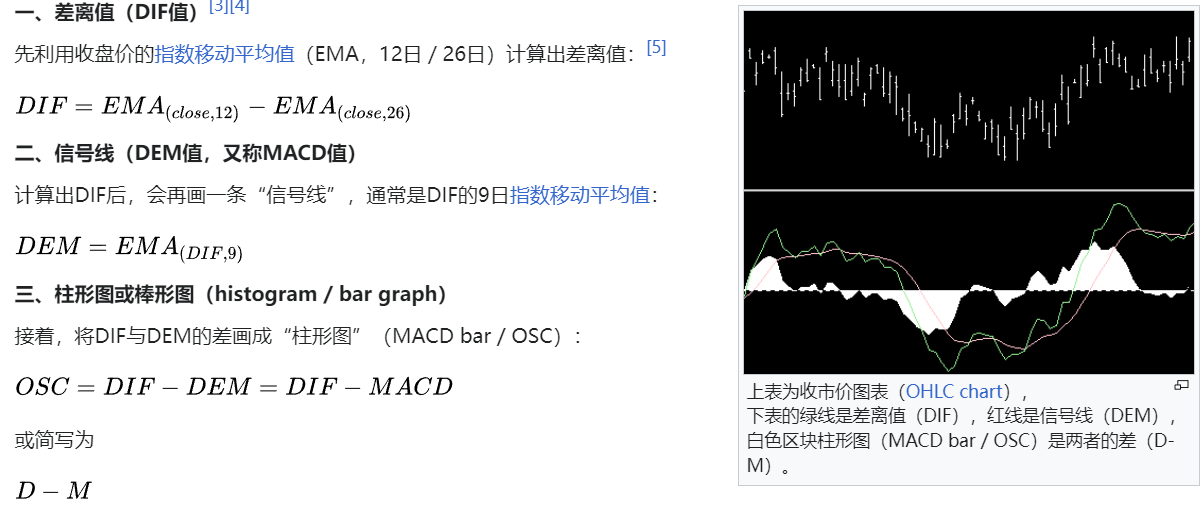 一、差离值（DIF值）[3][4]
先利用收盘价的指数移动平均值（EMA，12日 / 26日）计算出差离值：[5]
DIF = EMA(close,12) − EMA(close,26)
二、信号线（DEM值，又称MACD值）
计算出DIF后，会再画一条“信号线”，通常是DIF的9日指数移动平均值：
DEM = EMA(DIF,9)
三、柱形图或棒形图（histogram / bar graph）
接着，将DIF与DEM的差画成“柱形图”（MACD bar / OSC）：
OSC = DIF − DEM = DIF − MACD
或简写为
D − M
上表为收市价图表（OHLC chart），
下表的绿线是差离值（DIF），红线是信号线（DEM），
白色区块柱形图（MACD bar / OSC）是两者的差（D-
M）。